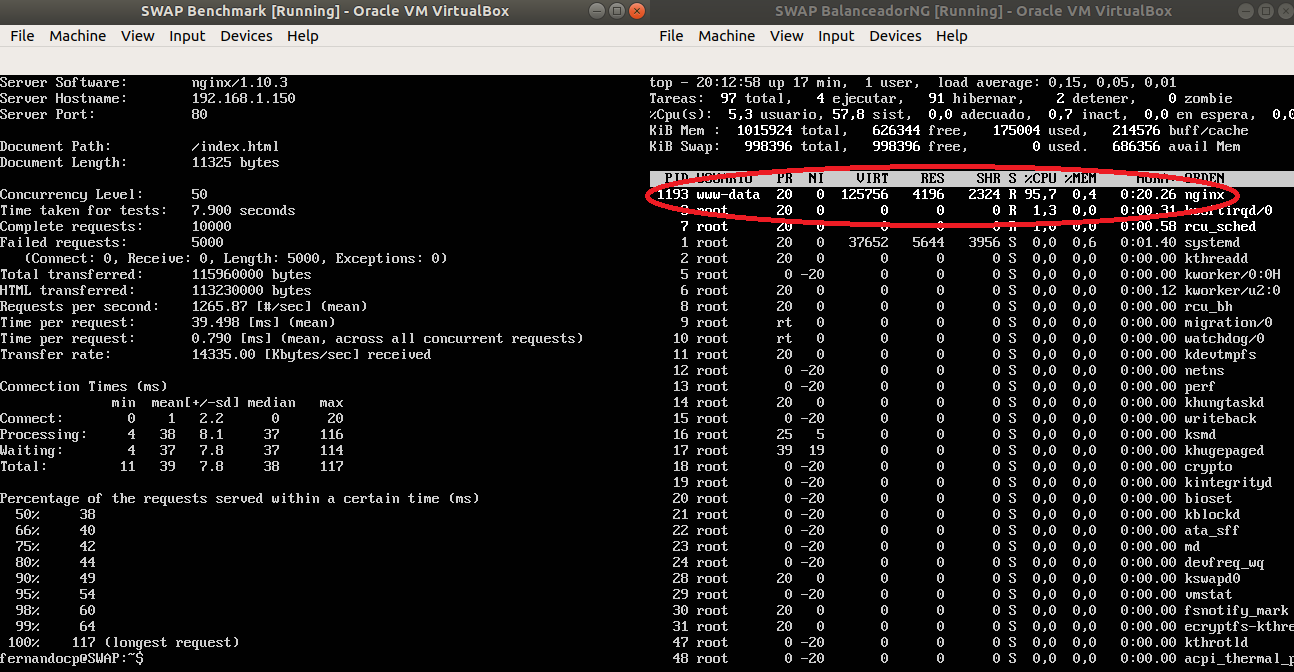 SWAP Benchmark [Running] - Oracle VM VirtualBox
File Machine View Input Devices Help
Server Software: nginx/1.10.3
Server Hostname: 192.168.1.150
Server Port: 80
Document Path: /index.html
Document Length: 11325 bytes
Concurrency Level: 50
Time taken for tests: 7.900 seconds
Complete requests: 10000
Failed requests: 5000
(Connect: 0, Receive: 0, Length: 5000, Exceptions: 0)
Total transferred: 115960000 bytes
HTML transferred: 113230000 bytes
Requests per second: 1265.87 [#/sec] (mean)
Time per request: 39.498 [ms] (mean)
Time per request: 0.790 [ms] (mean, across all concurrent requests)
Transfer rate: 14335.00 [Kbytes/sec] received
Connection Times (ms)
min mean[+/-sd] median max
Connect: 0 1 2.2 0 20
Processing: 4 38 8.1 37 116
Waiting: 4 37 7.8 37 114
Total: 11 39 7.8 38 117
Percentage of the requests served within a certain time (ms)
50% 38
66% 40
75% 42
80% 44
90% 49
95% 54
98% 60
99% 64
100% 117 (longest request)
fernandocp@SWAP:~$
SWAP BalanceadorNG [Running] - Oracle VM VirtualBox
File Machine View Input Devices Help
top - 20:12:58 up 17 min, 1 user, load average: 0,15, 0,05, 0,01
Tareas: 97 total, 4 ejecutar, 91 hibernar, 2 detener, 0 zombie
%Cpu(s): 5,3 usuario, 57,8 sist, 0,0 adecuado, 0,7 inact, 0,0 en espera, 0,0
KiB Mem : 1015924 total, 626344 free, 175004 used, 214576 buff/cache
KiB Swap: 998396 total, 998396 free, 0 used. 686356 avail Mem
PID USUARIO PR NI VIRT RES SHR S %CPU %MEM HORA+ ORDEN
1193 www-data 20 0 125756 4196 2324 R 95,7 0,4 0:20.26 nginx
3 root 20 0 0 0 0 R 1,3 0,0 0:00.31 ksoftirqd/0
7 root 20 0 0 0 0 R 1,0 0,0 0:00.58 rcu_sched
1 root 20 0 37652 5644 3956 S 0,0 0,6 0:01.40 systemd
2 root 20 0 0 0 0 S 0,0 0,0 0:00.00 kthreadd
5 root 0 -20 0 0 0 S 0,0 0,0 0:00.00 kworker/0:0H
6 root 20 0 0 0 0 S 0,0 0,0 0:00.12 kworker/u2:0
8 root 20 0 0 0 0 S 0,0 0,0 0:00.00 rcu_bh
9 root rt 0 0 0 0 S 0,0 0,0 0:00.00 migration/0
10 root rt 0 0 0 0 S 0,0 0,0 0:00.00 watchdog/0
11 root 20 0 0 0 0 S 0,0 0,0 0:00.00 kdevtmpfs
12 root 0 -20 0 0 0 S 0,0 0,0 0:00.00 netns
13 root 0 -20 0 0 0 S 0,0 0,0 0:00.00 perf
14 root 20 0 0 0 0 S 0,0 0,0 0:00.00 khungtaskd
15 root 0 -20 0 0 0 S 0,0 0,0 0:00.00 writeback
16 root 25 5 0 0 0 S 0,0 0,0 0:00.00 ksmd
17 root 39 19 0 0 0 S 0,0 0,0 0:00.00 khugepaged
18 root 0 -20 0 0 0 S 0,0 0,0 0:00.00 crypto
19 root 0 -20 0 0 0 S 0,0 0,0 0:00.00 kintegrityd
20 root 0 -20 0 0 0 S 0,0 0,0 0:00.00 bioset
21 root 0 -20 0 0 0 S 0,0 0,0 0:00.00 kblockd
22 root 0 -20 0 0 0 S 0,0 0,0 0:00.00 ata_sff
23 root 0 -20 0 0 0 S 0,0 0,0 0:00.00 md
24 root 0 -20 0 0 0 S 0,0 0,0 0:00.00 devfreq_wq
28 root 20 0 0 0 0 S 0,0 0,0 0:00.00 kswapd0
29 root 0 -20 0 0 0 S 0,0 0,0 0:00.00 vmstat
30 root 20 0 0 0 0 S 0,0 0,0 0:00.00 fsnotify_mark
31 root 20 0 0 0 0 S 0,0 0,0 0:00.00 ecryptfs-kthre
47 root 0 -20 0 0 0 S 0,0 0,0 0:00.00 kthrotld
48 root 0 -20 0 0 0 S 0,0 0,0 0:00.00 acpi_thermal_p